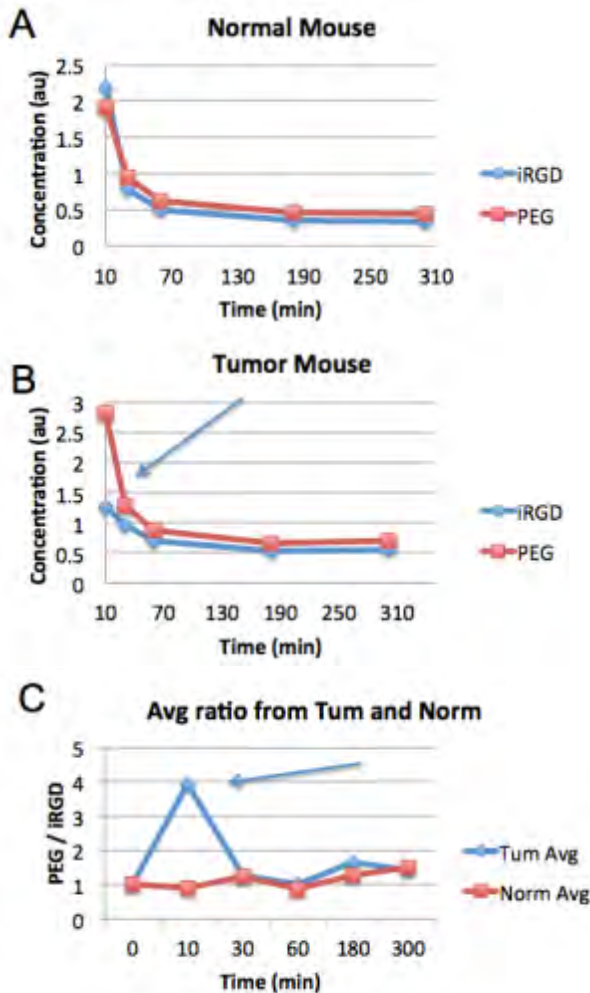 A
Normal Mouse
Concentration (au)
2.5
2
1.5
1
0.5
0
10 70 130 190 250 310
Time (min)
iRGD
PEG
B
Tumor Mouse
Concentration (au)
3
2.5
2
1.5
1
0.5
0
10 70 130 190 250 310
Time (min)
iRGD
PEG
C
Avg ratio from Tum and Norm
PEG / iRGD
5
4
3
2
1
0
0 10 30 60 180 300
Time (min)
Tum Avg
Norm Avg